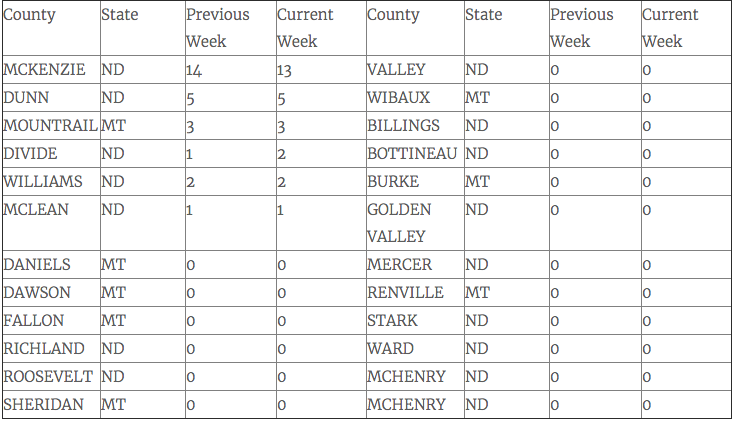 County State Previous Week Current Week County State Previous Week Current Week
MCKENZIE ND 14 13 VALLEY ND 0 0
DUNN ND 5 5 WIBAUX MT 0 0
MOUNTRAIL MT 3 3 BILLINGS ND 0 0
DIVIDE ND 1 2 BOTTINEAU ND 0 0
WILLIAMS ND 2 2 BURKE MT 0 0
MCLEAN ND 1 1 GOLDEN VALLEY ND 0 0
DANIELS MT 0 0 MERCER ND 0 0
DAWSON MT 0 0 RENVILLE MT 0 0
FALLON MT 0 0 STARK ND 0 0
RICHLAND ND 0 0 WARD ND 0 0
ROOSEVELT ND 0 0 MCHENRY ND 0 0
SHERIDAN MT 0 0 MCHENRY ND 0 0